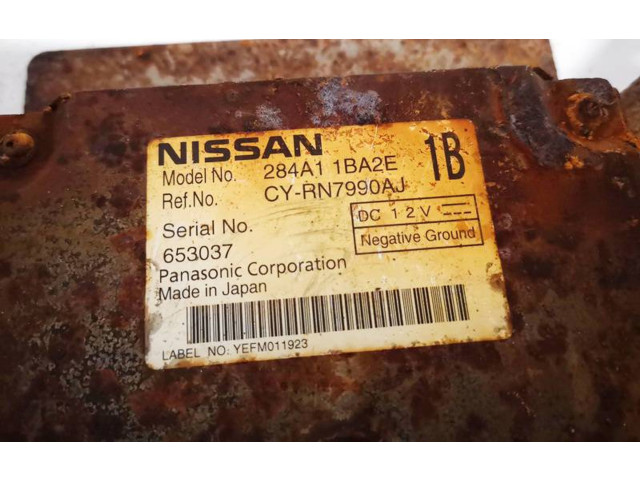 NISSAN
Model No. 284A1 1BA2E 1B
Ref.No. CY-RN7990AJ
Serial No. DC 12V
653037 Negative Ground
Panasonic Corporation
Made in Japan
LABEL NO: YEFM011923